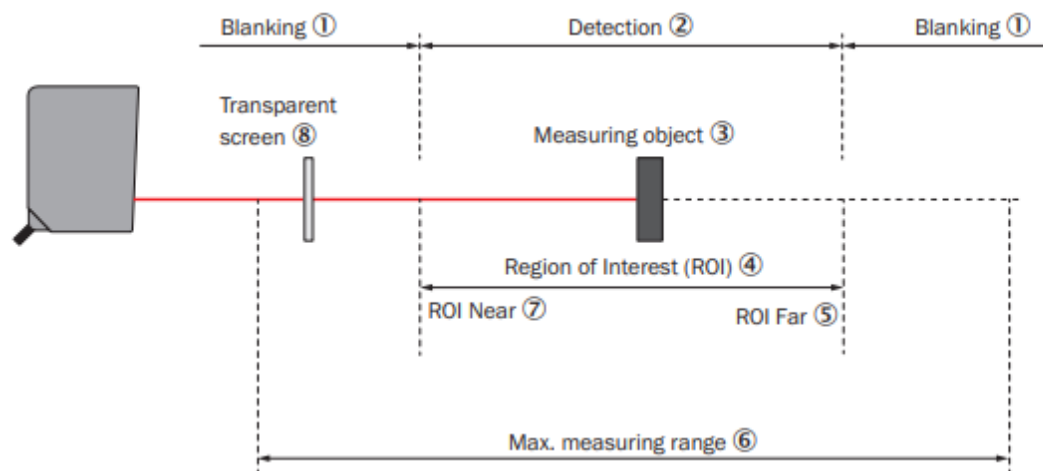 Blanking ① Detection ② Blanking ①
Transparent
screen ⑧
Measuring object ③
Region of Interest (ROI) ④
ROI Near ⑦
ROI Far ⑤
Max. measuring range ⑥